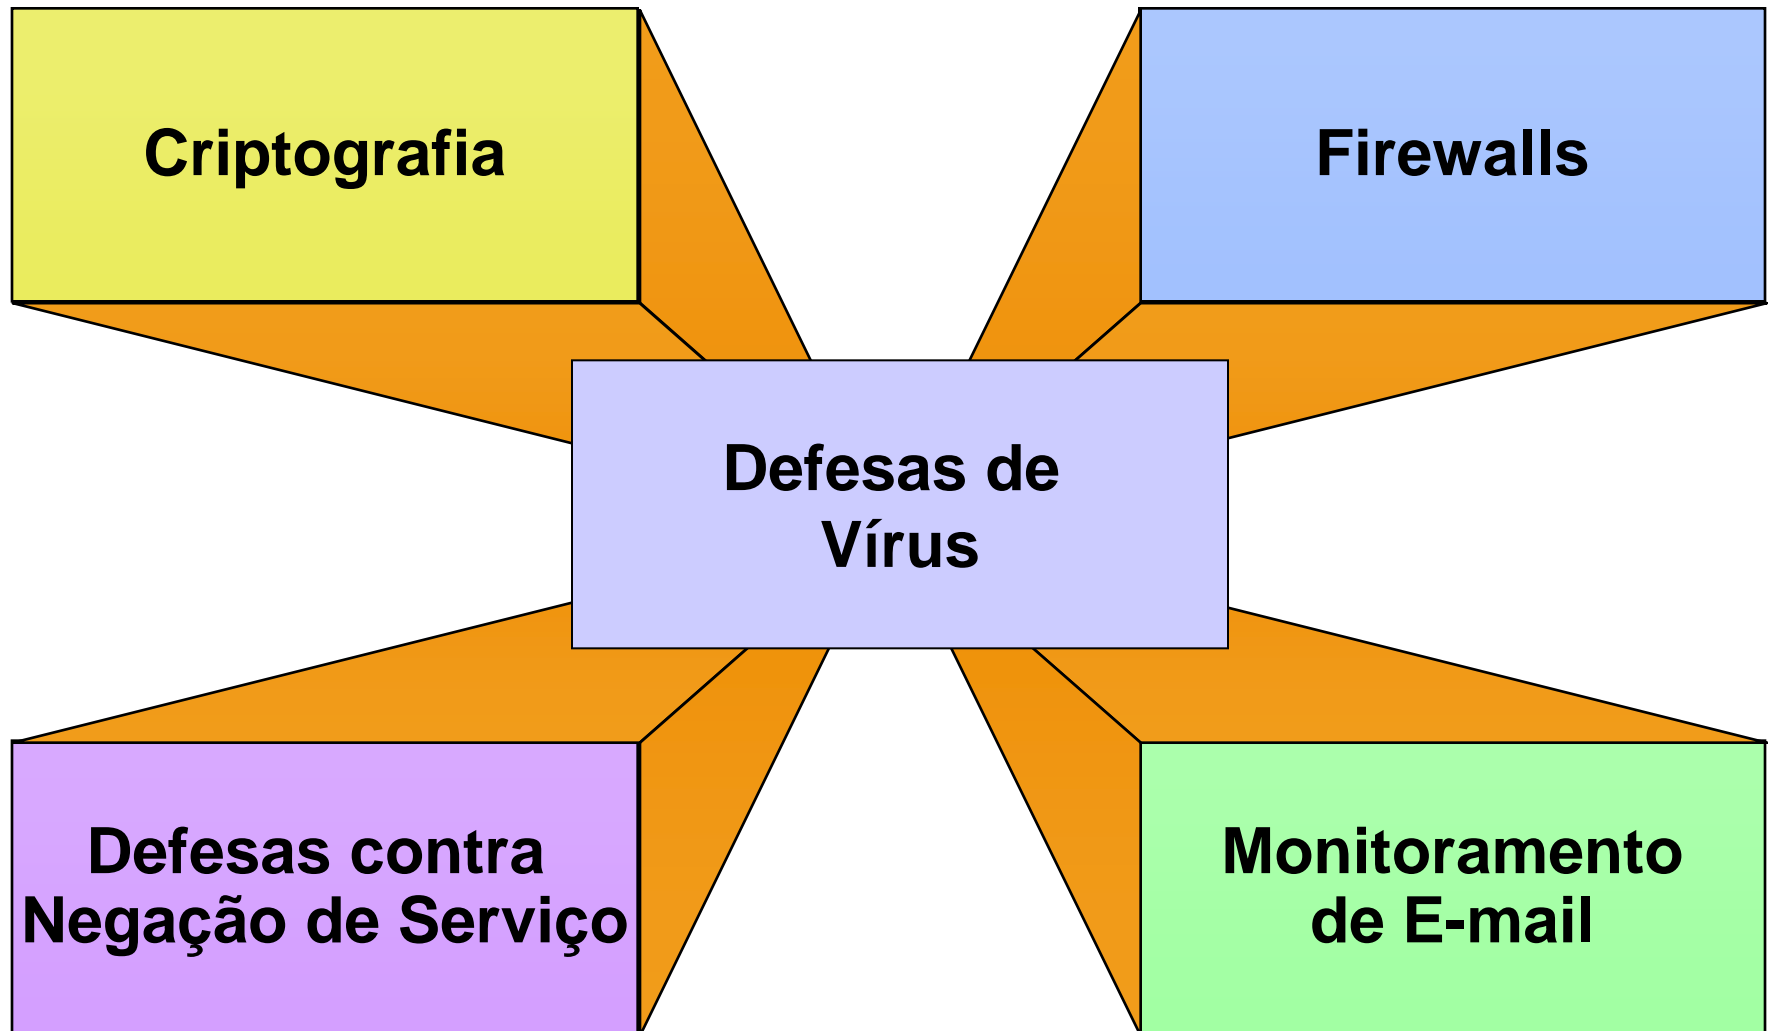 Criptografia
Firewalls
Defesas de
Vírus
Defesas contra
Negação de Serviço
Monitoramento
de E-mail